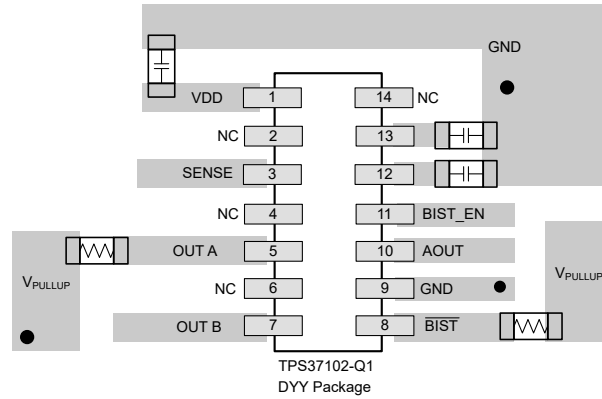 GND
VDD 1 14 NC
NC 2 13
SENSE 3 12
NC 4 11 BIST_EN
OUT A 5 10 AOUT
VPULLUP
VPULLUP
NC 6 9 GND
OUT B 7 8 BIST
TPS37102-Q1
DYY Package